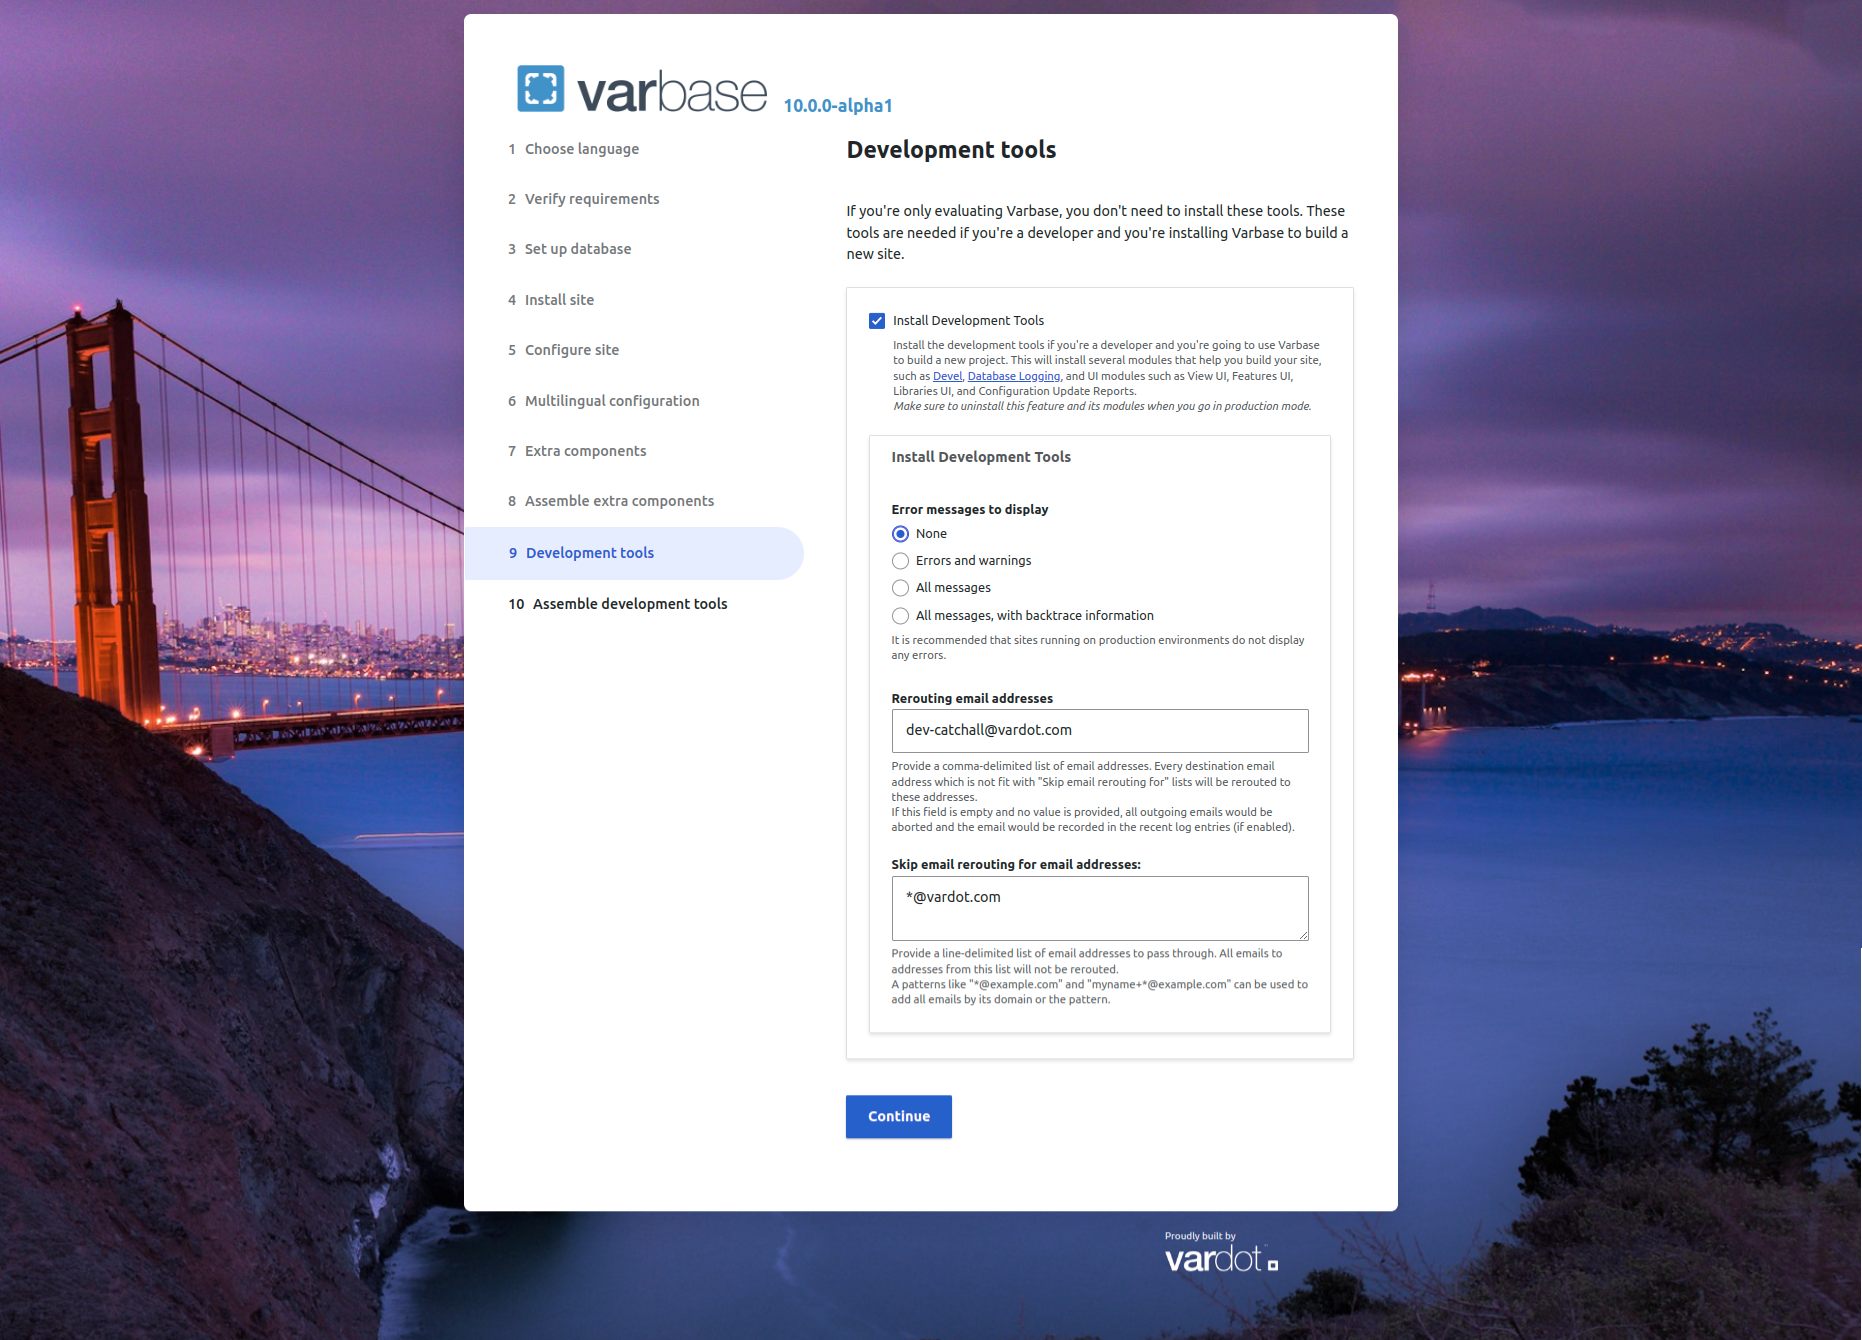 varbase 10.0.0-alpha1
1 Choose language
2 Verify requirements
3 Set up database
4 Install site
5 Configure site
6 Multilingual configuration
7 Extra components
8 Assemble extra components
9 Development tools
10 Assemble development tools
Development tools
If you're only evaluating Varbase, you don't need to install these tools. These
tools are needed if you're a developer and you're installing Varbase to build a
new site.
Install Development Tools
Install the development tools if you're a developer and you're going to use Varbase
to build a new project. This will install several modules that help you build your site,
such as Devel, Database Logging, and UI modules such as View UI, Features UI,
Libraries UI, and Configuration Update Reports.
Make sure to uninstall this feature and its modules when you go in production mode.
Install Development Tools
Error messages to display
None
Errors and warnings
All messages
All messages, with backtrace information
It is recommended that sites running on production environments do not display
any errors.
Rerouting email addresses
dev-catchall@vardot.com
Provide a comma-delimited list of email addresses. Every destination email
address which is not fit with "Skip email rerouting for" lists will be rerouted to
these addresses.
If this field is empty and no value is provided, all outgoing emails would be
aborted and the email would be recorded in the recent log entries (if enabled).
Skip email rerouting for email addresses:
*@vardot.com
Provide a line-delimited list of email addresses to pass through. All emails to
addresses from this list will not be rerouted.
A patterns like "*@example.com" and "myname+*@example.com" can be used to
add all emails by its domain or the pattern.
Continue
Proudly built by
vardot™